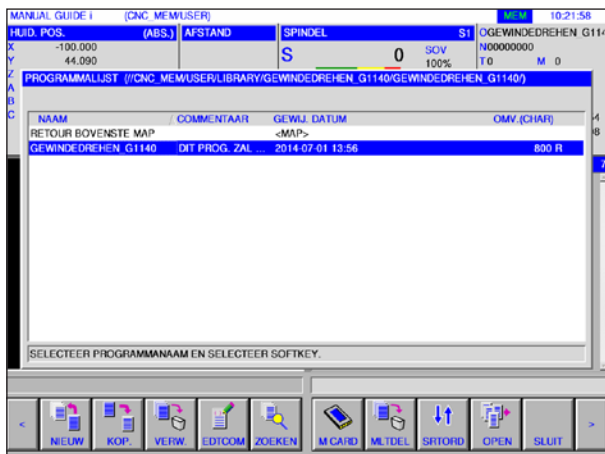 MANUAL GUIDE i (CNC_MEM/USER) MEM 10:21:58
HUID. POS. (ABS.) AFSTAND SPINDEL S1 OGEWINDEDREHEN G114
X -100.000 S 0 SOV 100% N00000000
Y 44.090 T 0 M 0
Z
A
B
C
PROGRAMMALIJST (//CNC_MEM/USER/LIBRARY/GEWINDEDREHEN_G1140/GEWINDEDREHEN_G1140/)
NAAM COMMENTAAR GEWIJ. DATUM OMV.(CHAR)
RETOUR BOVENSTE MAP <MAP>
GEWINDEDREHEN_G1140 DIT PROG. ZAL ... 2014-07-01 13:56 800 R
SELECTEER PROGRAMMANAAM EN SELECTEER SOFTKEY.
< NIEUW KOP. VERW. EDTCOM ZOEKEN M CARD MLTDEL SRTORD OPEN SLUIT >